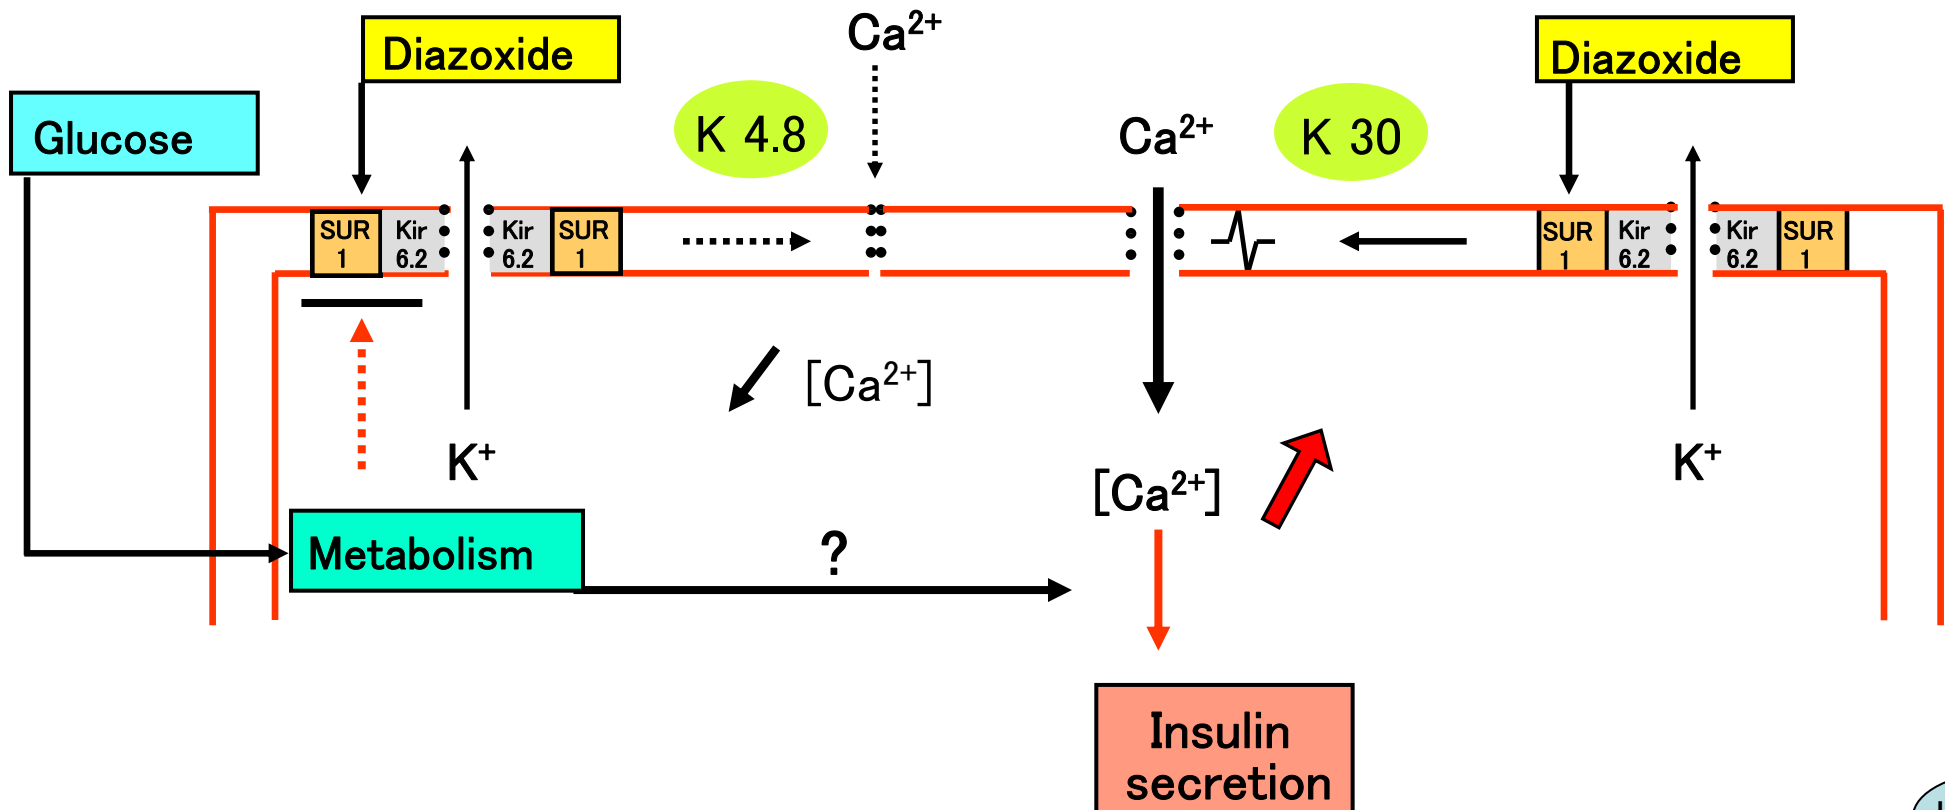 Diazoxide
Ca²⁺
Diazoxide
Glucose
K 4.8
Ca²⁺
K 30
SUR
1
Kir
6.2
Kir
6.2
SUR
1
SUR
1
Kir
6.2
Kir
6.2
SUR
1
[Ca²⁺]
K⁺
[Ca²⁺]
K⁺
Metabolism
?
Insulin
secretion